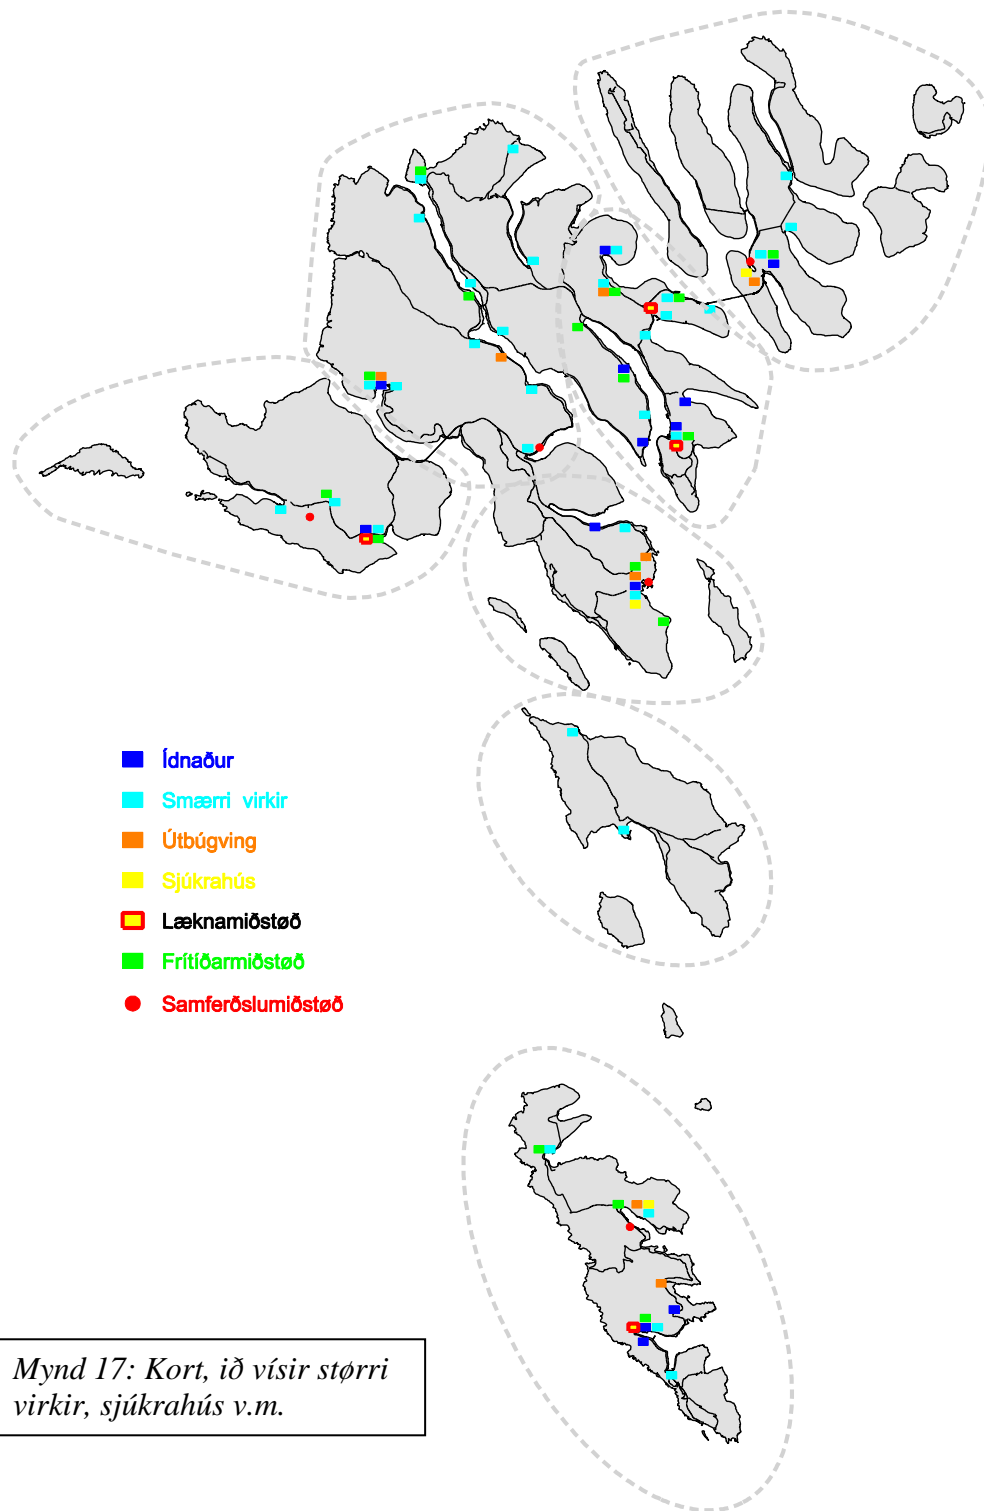 Ídnaður
Smærri virkir
Útbúgving
Sjúkrahús
Læknamiðstøð
Frítíðarmiðstøð
Samferðslumiðstøð
Mynd 17: Kort, ið vísir størri
virkir, sjúkrahús v.m.